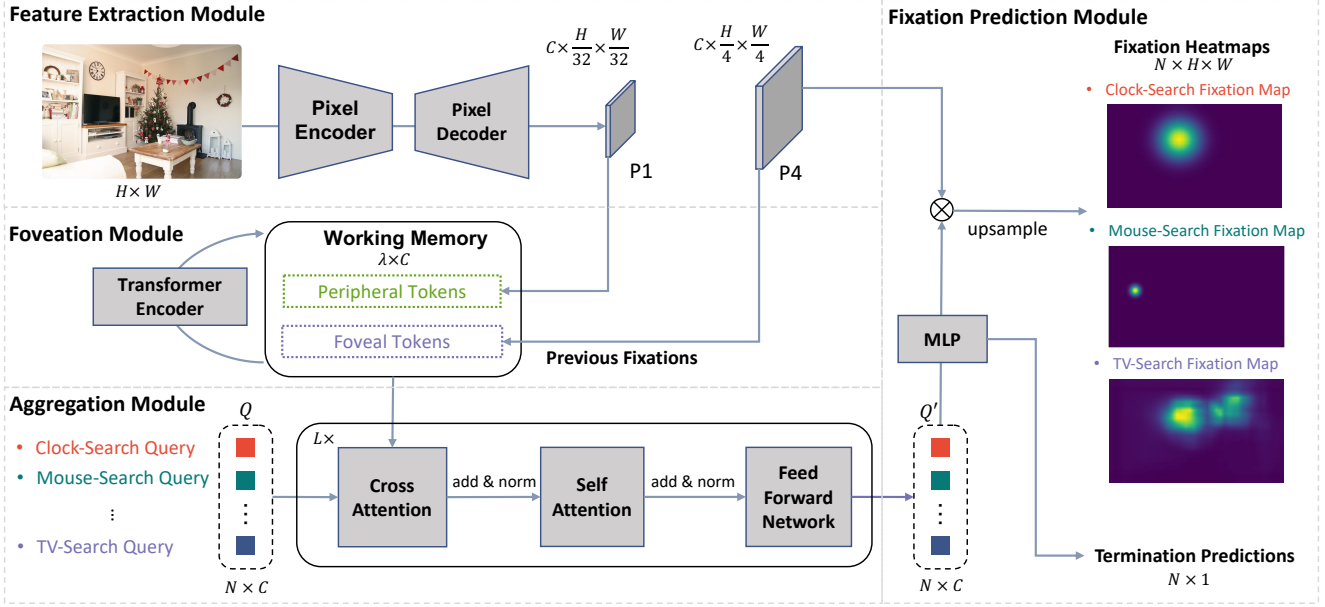 Feature Extraction Module
H × W
Pixel
Encoder
Pixel
Decoder
C × H/32 × W/32
P1
C × H/4 × W/4
P4
Foveation Module
Transformer
Encoder
Working Memory
λ×C
Peripheral Tokens
Foveal Tokens
Previous Fixations
Aggregation Module
• Clock-Search Query
• Mouse-Search Query
⋮
• TV-Search Query
Q
⋮
N × C
L×
Cross
Attention
add & norm
Self
Attention
add & norm
Feed
Forward
Network
Fixation Prediction Module
Fixation Heatmaps
N × H × W
• Clock-Search Fixation Map
⊗
upsample
• Mouse-Search Fixation Map
MLP
• TV-Search Fixation Map
Q′
⋮
N × C
Termination Predictions
N × 1